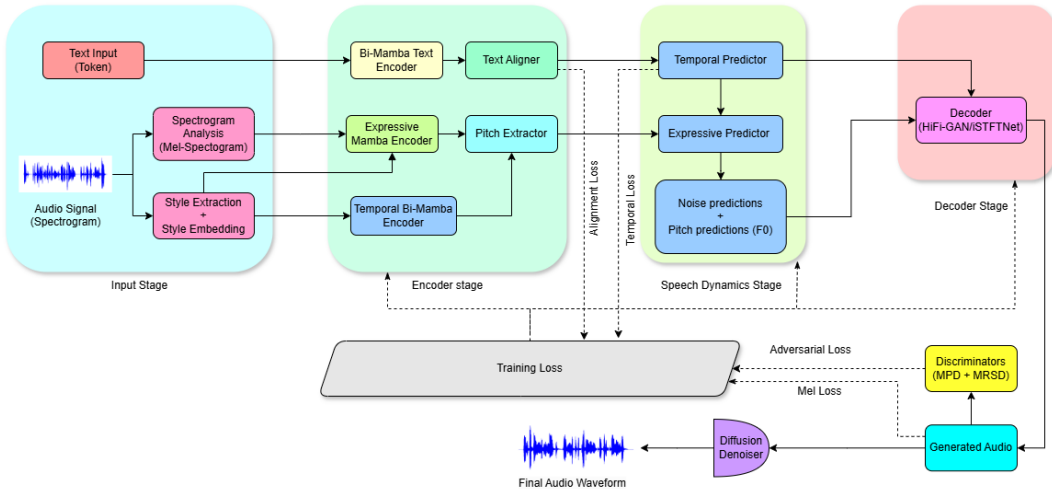 Text Input
(Token)
Bi-Mamba Text
Encoder
Text Aligner
Temporal Predictor
Spectrogram
Analysis
(Mel-Spectogram)
Expressive
Mamba Encoder
Pitch Extractor
Expressive Predictor
Decoder
(HiFi-GAN/iSTFTNet)
Audio Signal
(Spectrogram)
Style Extraction
+
Style Embedding
Temporal Bi-Mamba
Encoder
Alignment Loss
Temporal Loss
Noise predictions
+
Pitch predictions (F0)
Decoder Stage
Input Stage
Encoder stage
Speech Dynamics Stage
Training Loss
Adversarial Loss
Mel Loss
Discriminators
(MPD + MRSD)
Generated Audio
Diffusion
Denoiser
Final Audio Waveform